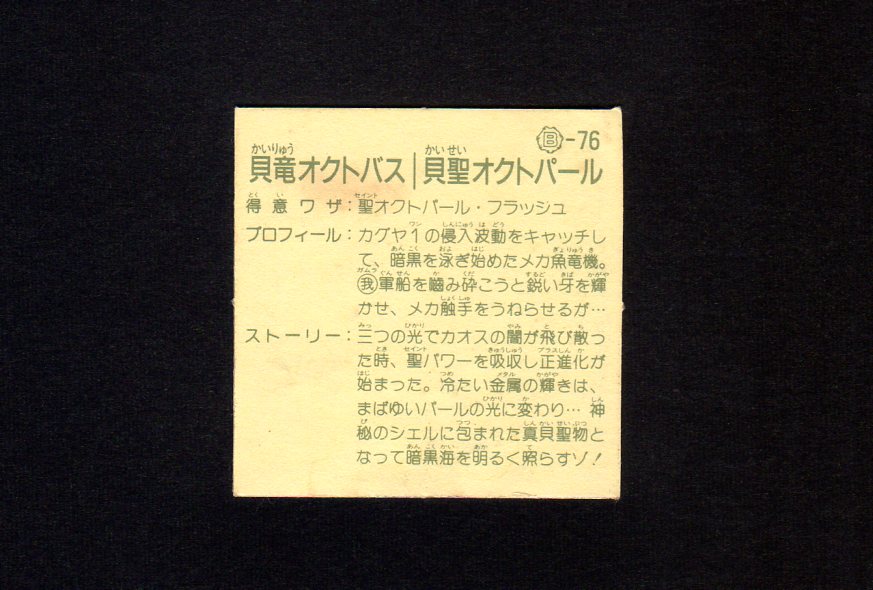 Ⓑ-76
貝竜オクトバス|貝聖オクトパール
得意ワザ:聖オクトパール・フラッシュ
プロフィール:カグヤ1の侵入波動をキャッチし
て、暗黒を泳ぎ始めたメカ魚竜機。
我軍船を嚙み砕こうと鋭い牙を輝
かせ、メカ触手をうねらせるが…
ストーリー:三つの光でカオスの闇が飛び散っ
た時、聖パワーを吸収し正進化が
始まった。冷たい金属の輝きは、
まばゆいパールの光に変わり…神
秘のシェルに包まれた真貝聖物と
なって暗黒海を明るく照らすゾ!